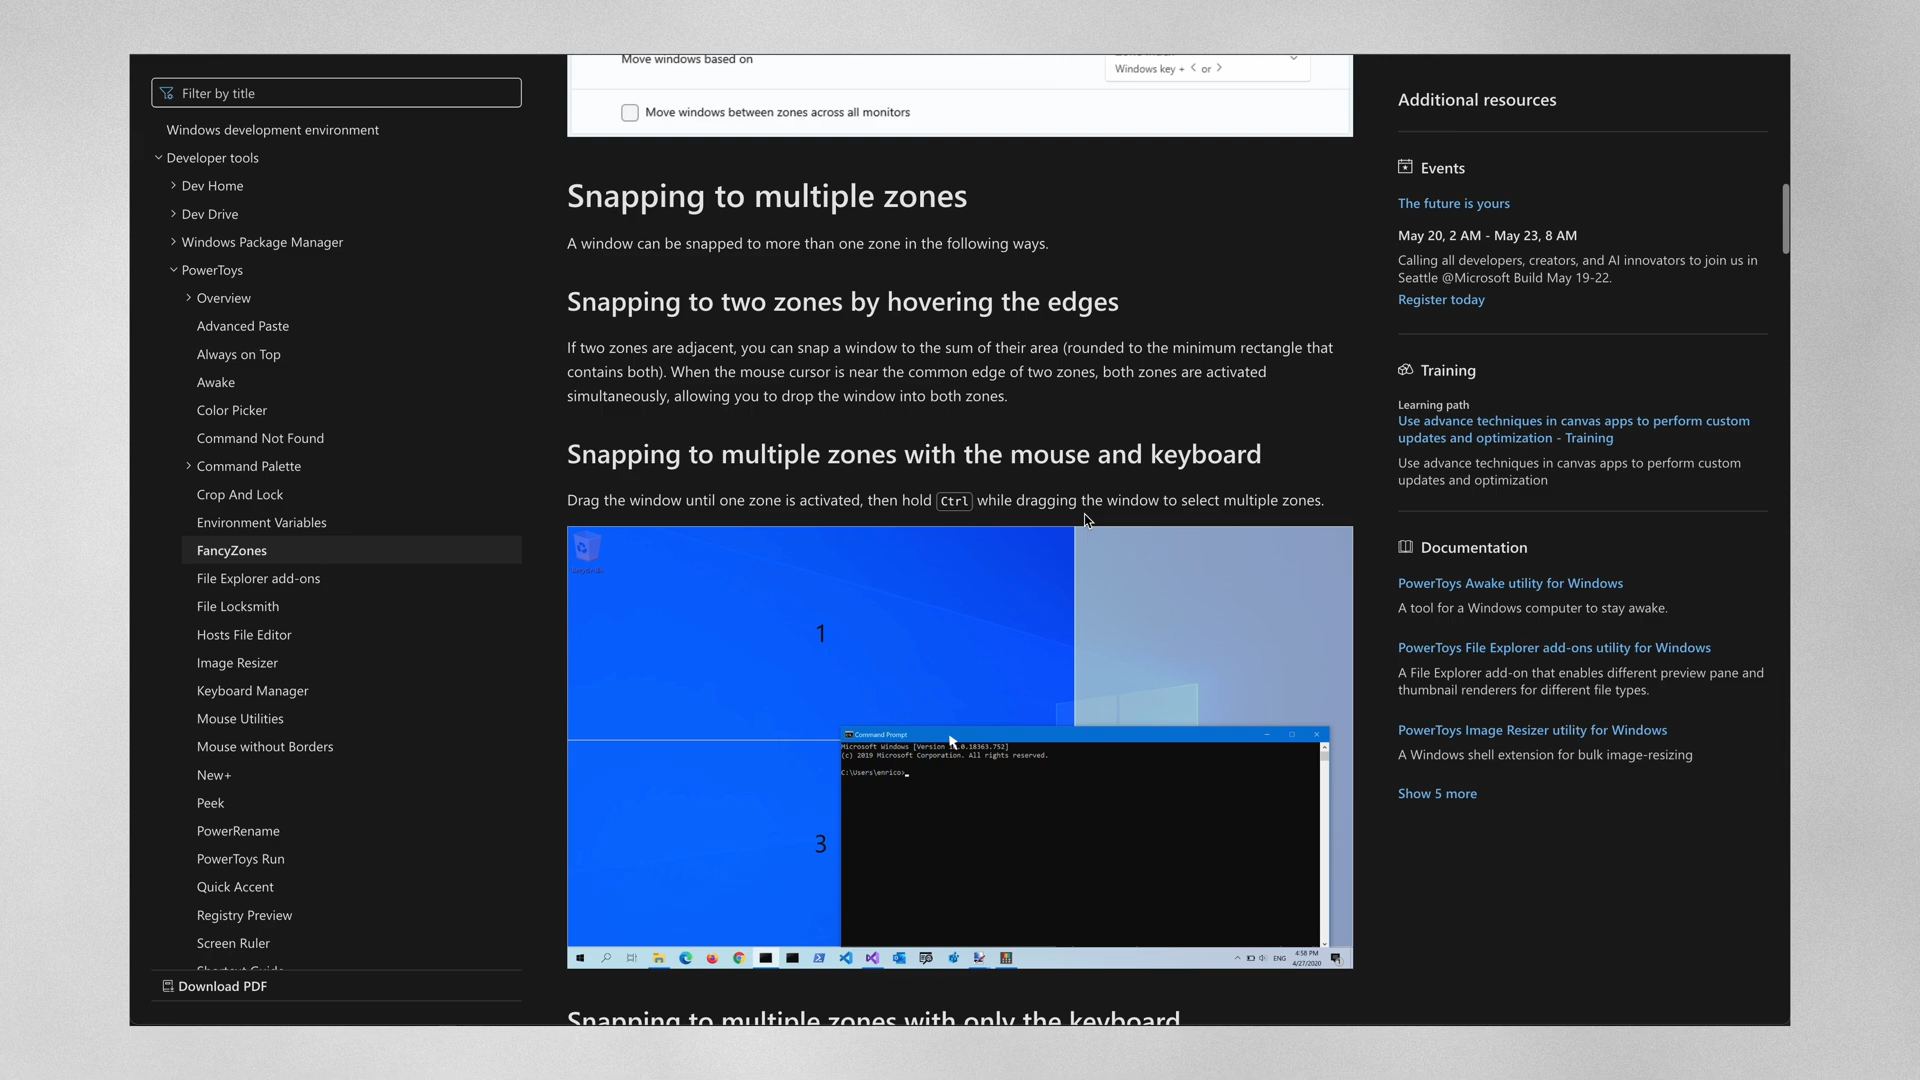 Filter by title
Windows development environment
Developer tools
Dev Home
Dev Drive
Windows Package Manager
PowerToys
Overview
Advanced Paste
Always on Top
Awake
Color Picker
Command Not Found
Command Palette
Crop And Lock
Environment Variables
FancyZones
File Explorer add-ons
File Locksmith
Hosts File Editor
Image Resizer
Keyboard Manager
Mouse Utilities
Mouse without Borders
New+
Peek
PowerRename
PowerToys Run
Quick Accent
Registry Preview
Screen Ruler
Download PDF
Move windows based on
Windows key + < or >
Move windows between zones across all monitors
Snapping to multiple zones
A window can be snapped to more than one zone in the following ways.
Snapping to two zones by hovering the edges
If two zones are adjacent, you can snap a window to the sum of their area (rounded to the minimum rectangle that
contains both). When the mouse cursor is near the common edge of two zones, both zones are activated
simultaneously, allowing you to drop the window into both zones.
Snapping to multiple zones with the mouse and keyboard
Drag the window until one zone is activated, then hold Ctrl while dragging the window to select multiple zones.
1
3
Command Prompt
Microsoft Windows [Version .0.18363.752]
(c) 2019 Microsoft Corporation. All rights reserved.
C:\Users\enrico>_
ENG
4:58 PM
4/27/2020
Snapping to multiple zones with only the keyboard
Additional resources
Events
The future is yours
May 20, 2 AM - May 23, 8 AM
Calling all developers, creators, and AI innovators to join us in
Seattle @Microsoft Build May 19-22.
Register today
Training
Learning path
Use advance techniques in canvas apps to perform custom
updates and optimization - Training
Use advance techniques in canvas apps to perform custom
updates and optimization
Documentation
PowerToys Awake utility for Windows
A tool for a Windows computer to stay awake.
PowerToys File Explorer add-ons utility for Windows
A File Explorer add-on that enables different preview pane and
thumbnail renderers for different file types.
PowerToys Image Resizer utility for Windows
A Windows shell extension for bulk image-resizing
Show 5 more